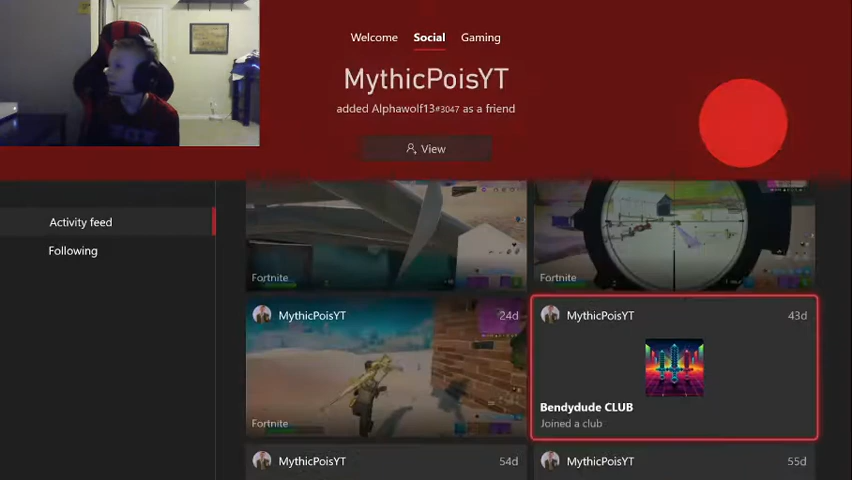 Welcome Social Gaming
MythicPoisYT
added Alphawolf13#3047 as a friend
View
Activity feed
Following
Fortnite
Fortnite
MythicPoisYT 24d
Fortnite
MythicPoisYT 43d
Bendydude CLUB
Joined a club
MythicPoisYT 54d
MythicPoisYT 55d